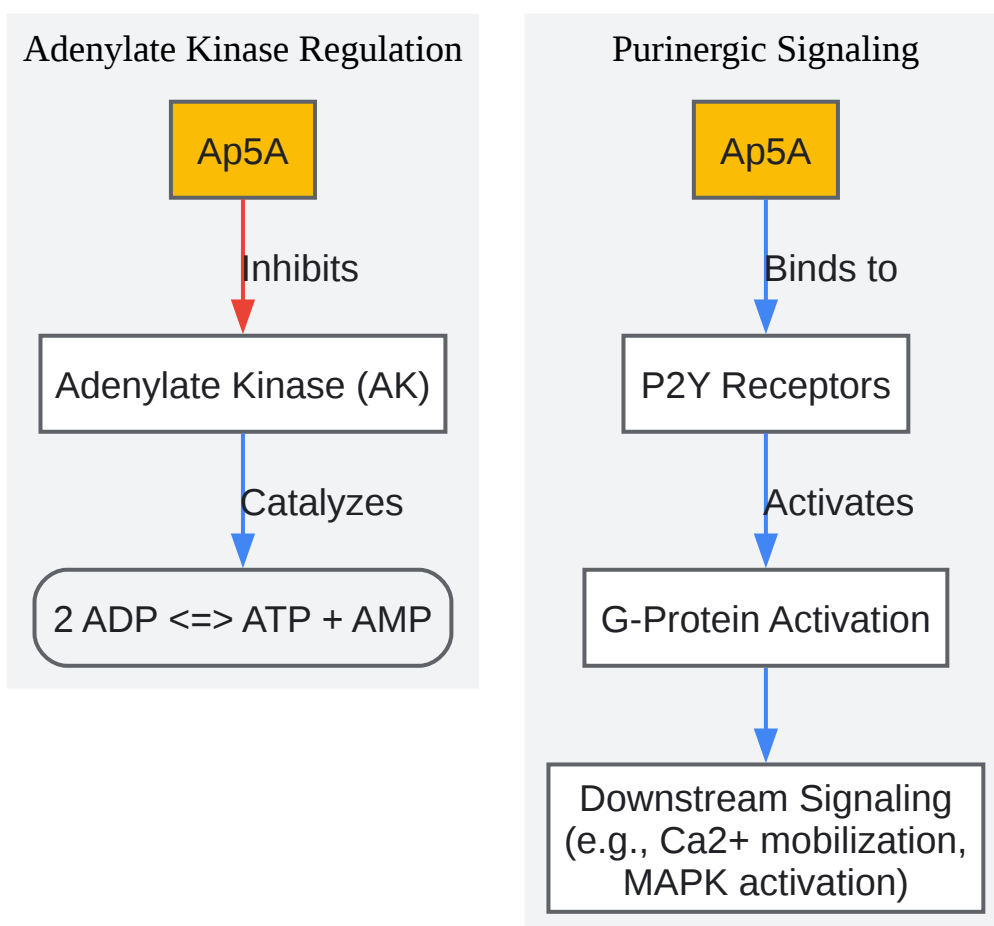 Adenylate Kinase Regulation
Ap5A
Inhibits
Adenylate Kinase (AK)
Catalyzes
2 ADP <=> ATP + AMP
Purinergic Signaling
Ap5A
Binds to
P2Y Receptors
Activates
G-Protein Activation
Downstream Signaling
(e.g., Ca2+ mobilization,
MAPK activation)